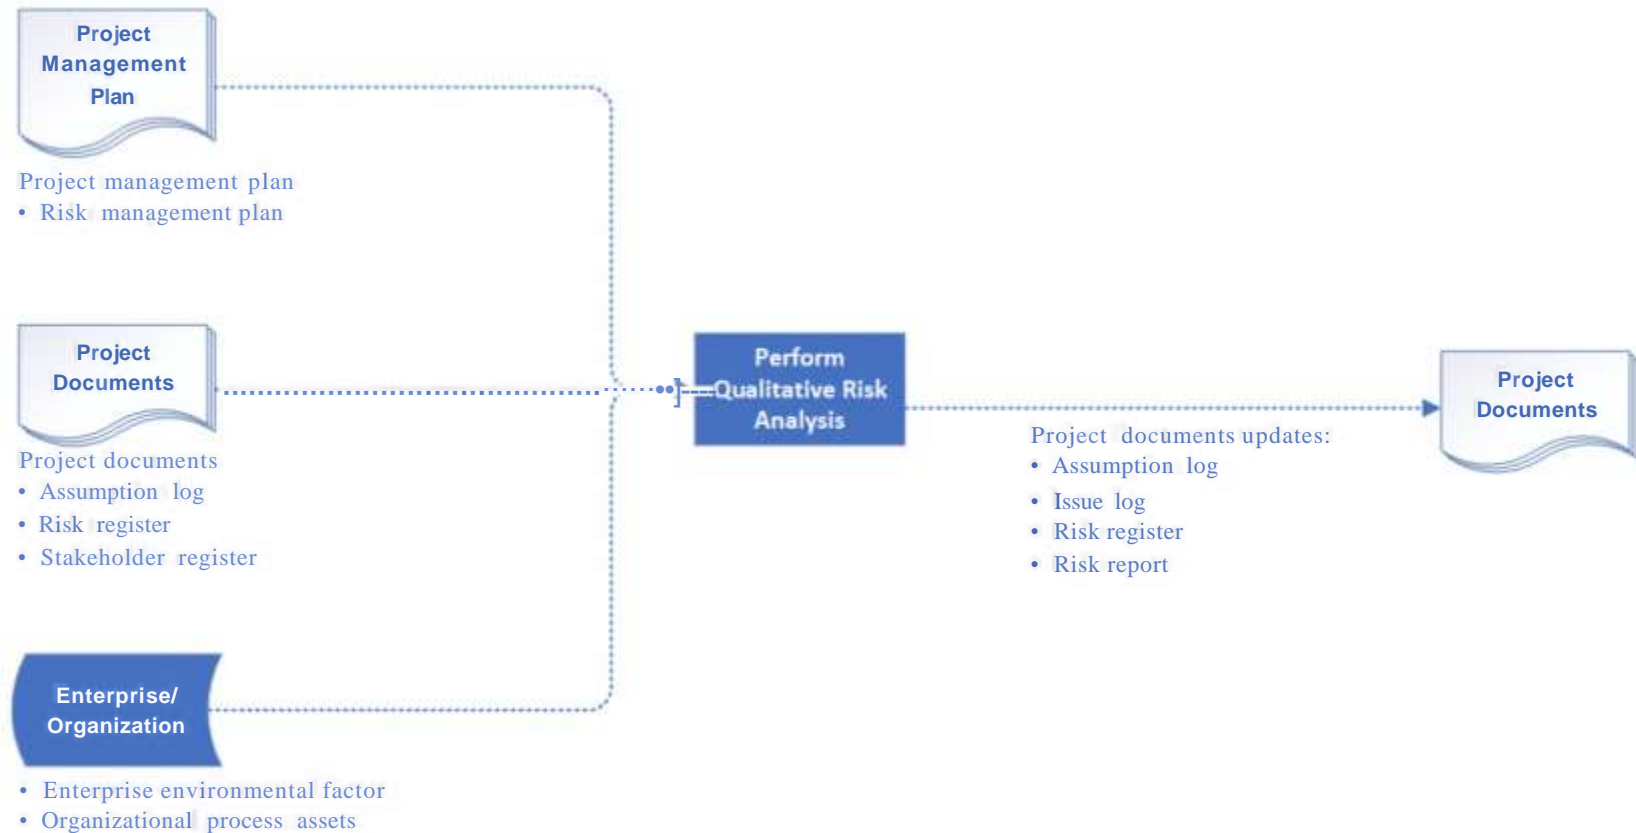 Project
Management
Plan
Project management plan
• Risk management plan
Project
Documents
Project documents
• Assumption log
• Risk register
• Stakeholder register
Enterprise/
Organization
• Enterprise environmental factor
• Organizational process assets
Perform
Qualitative Risk
Analysis
Project documents updates:
• Assumption log
• Issue log
• Risk register
• Risk report
Project
Documents